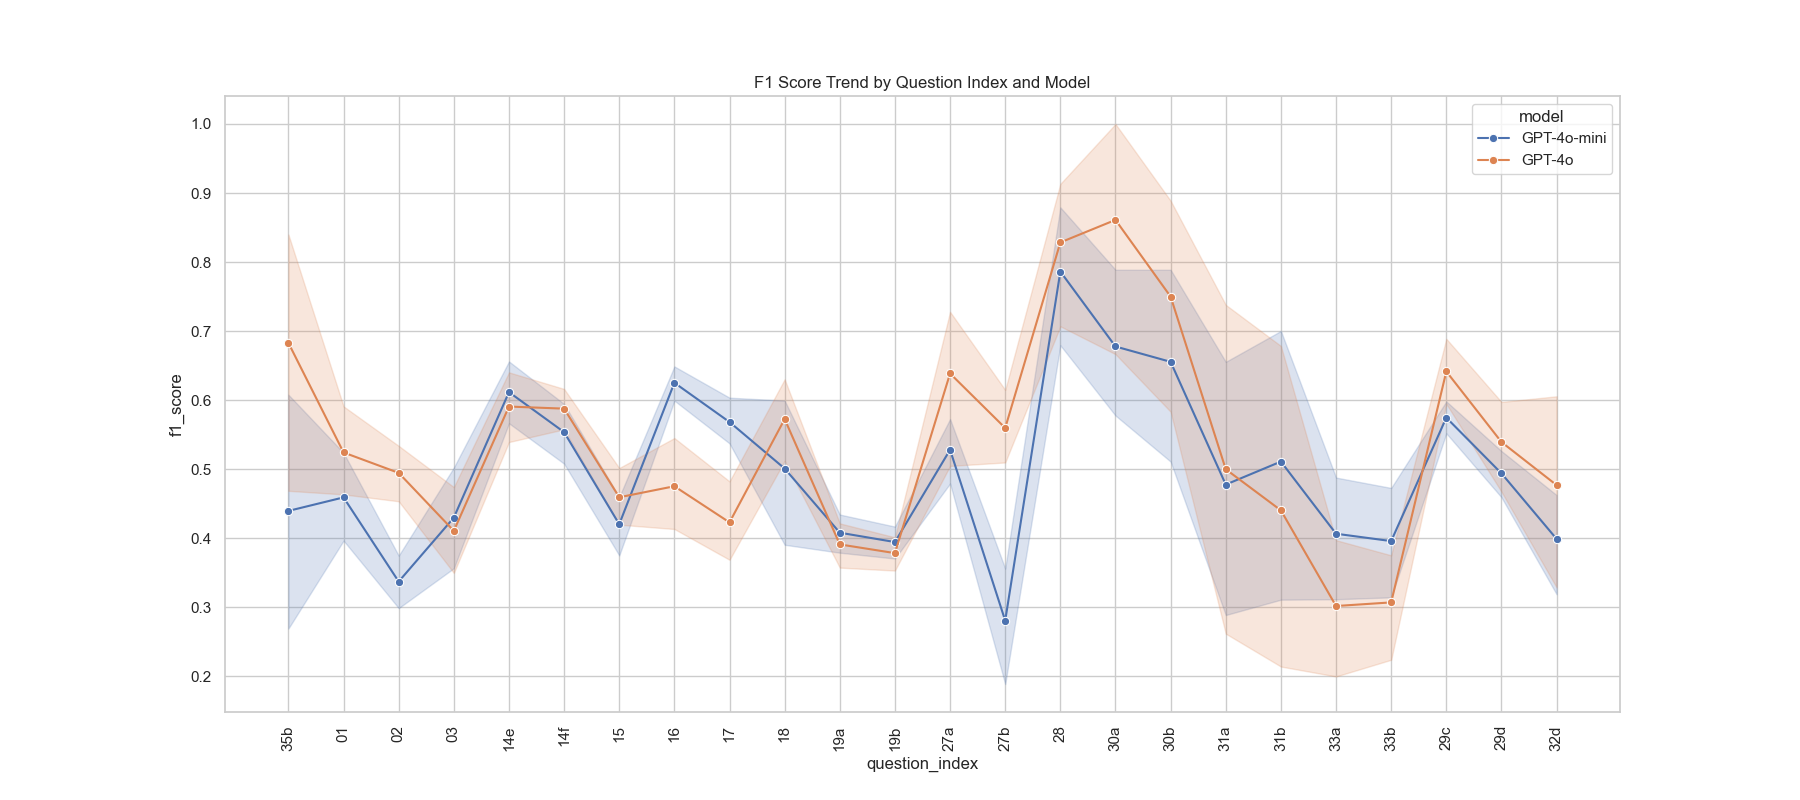 F1 Score Trend by Question Index and Model
model
GPT-4o-mini
GPT-4o
f1_score
1.0
0.9
0.8
0.7
0.6
0.5
0.4
0.3
0.2
35b
01
02
03
14e
14f
15
16
17
18
19a
19b
27a
27b
28
30a
30b
31a
31b
33a
33b
29c
29d
32d
question_index